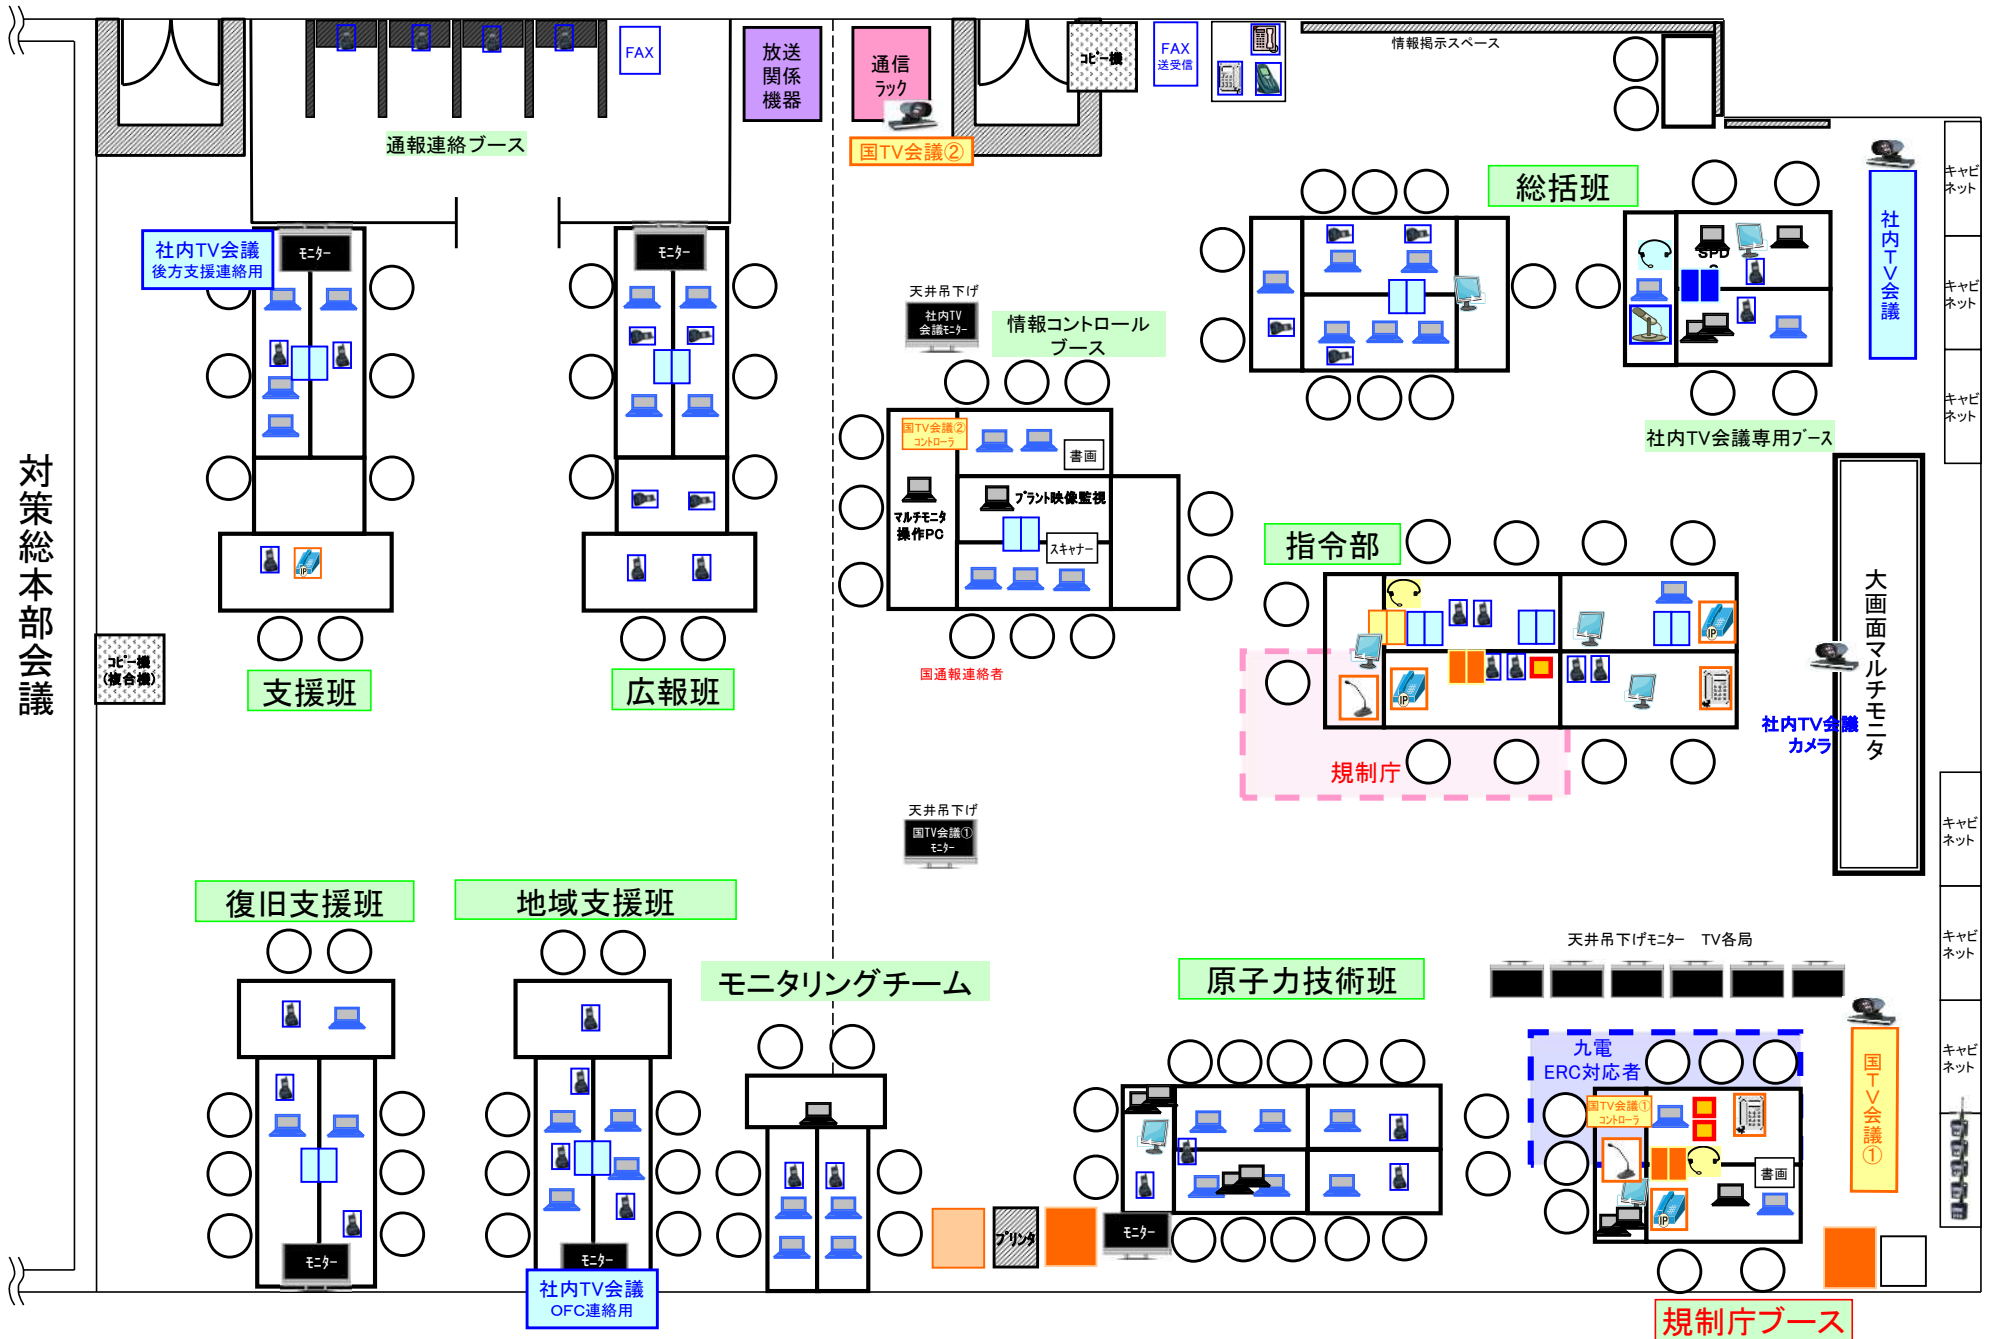 FAX
放送
関係
機器
通信
ラック
コピー機
FAX
送受信
情報掲示スペース
通報連絡ブース
国TV会議②
総括班
社内TV会議
キャビ
ネット
キャビ
ネット
キャビ
ネット
社内TV会議
後方支援連絡用
モニター
モニター
天井吊下げ
社内TV
会議モニター
情報コントロール
ブース
SPD
社内TV会議専用ブース
国TV会議②
コントローラ
書画
マルチモニタ
操作PC
プラント映像監視
スキャナー
対策総本部会議
指令部
IP
IP
IP
大画面マルチモニタ
コピー機
(複合機)
支援班
広報班
国通報連絡者
社内TV会議
カメラ
規制庁
天井吊下げ
国TV会議①
モニター
キャビ
ネット
キャビ
ネット
キャビ
ネット
復旧支援班
地域支援班
モニタリングチーム
原子力技術班
天井吊下げモニター TV各局
九電
ERC対応者
国TV会議①
コントローラ
国TV会議①
書画
IP
プリンタ
モニター
モニター
モニター
社内TV会議
OFC連絡用
規制庁ブース